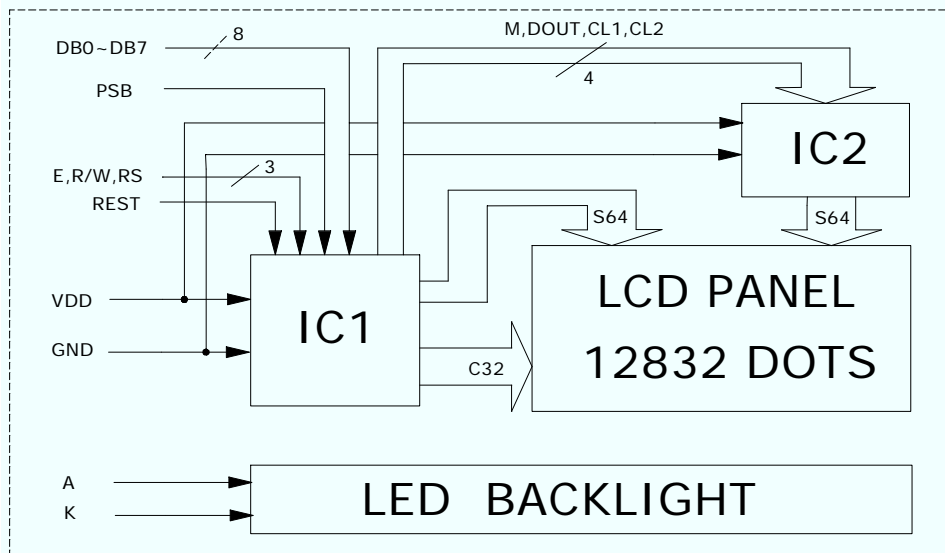 DB0~DB7
8
M,DOUT,CL1,CL2
4
PSB
IC2
E,R/W,RS
3
REST
S64
S64
VDD
IC1
LCD PANEL
12832 DOTS
GND
C32
A
K
LED BACKLIGHT